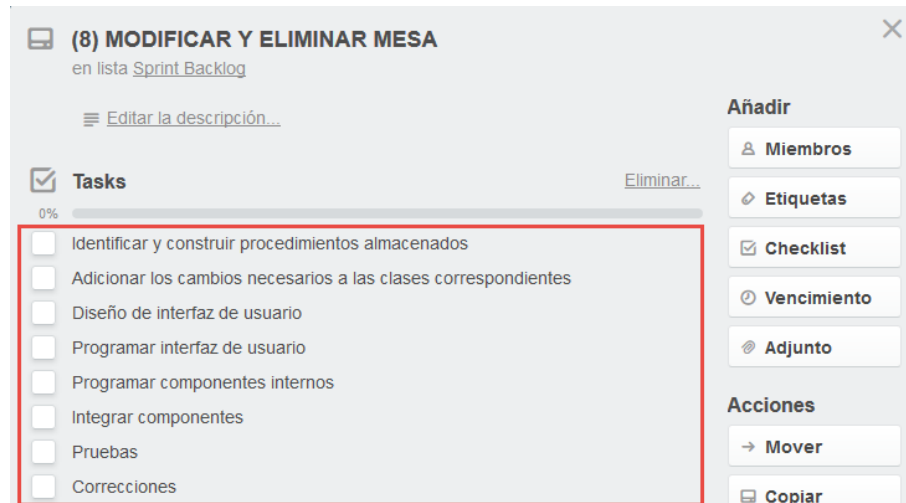 (8) MODIFICAR Y ELIMINAR MESA
en lista Sprint Backlog
Editar la descripción...
Tasks
Eliminar...
0%
Identificar y construir procedimientos almacenados
Adicionar los cambios necesarios a las clases correspondientes
Diseño de interfaz de usuario
Programar interfaz de usuario
Programar componentes internos
Integrar componentes
Pruebas
Correcciones
Añadir
Miembros
Etiquetas
Checklist
Vencimiento
Adjunto
Acciones
Mover
Copiar